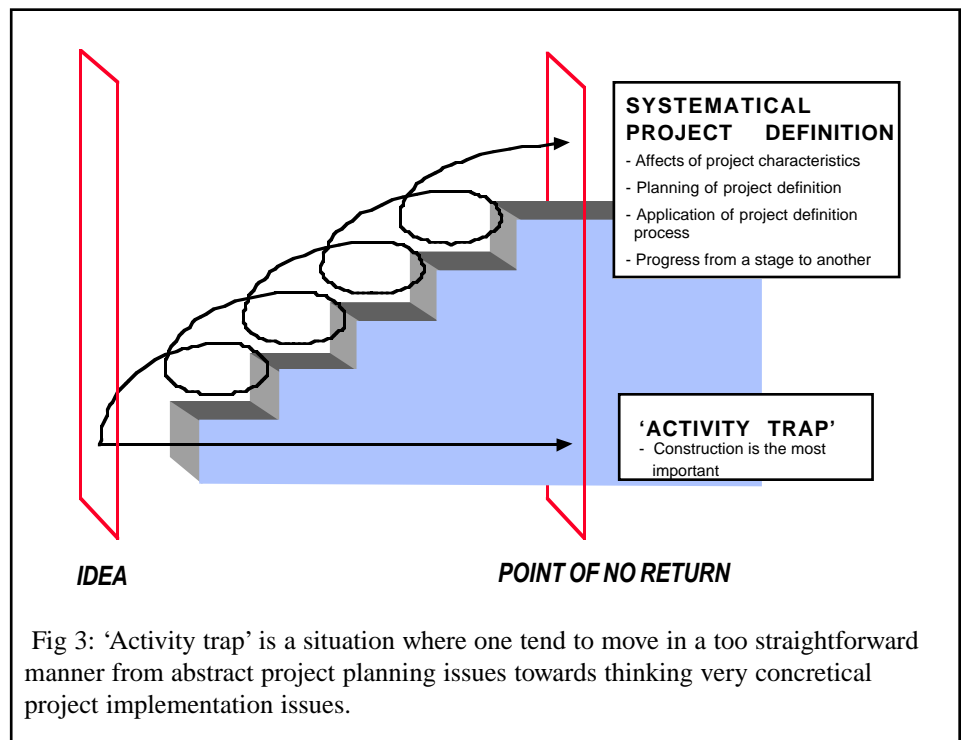 SYSTEMATICAL
PROJECT DEFINITION
- Affects of project characteristics
- Planning of project definition
- Application of project definition
process
- Progress from a stage to another
‘ACTIVITY TRAP’
- Construction is the most
important
IDEA
POINT OF NO RETURN
Fig 3: ‘Activity trap’ is a situation where one tend to move in a too straightforward
manner from abstract project planning issues towards thinking very concretical
project implementation issues.